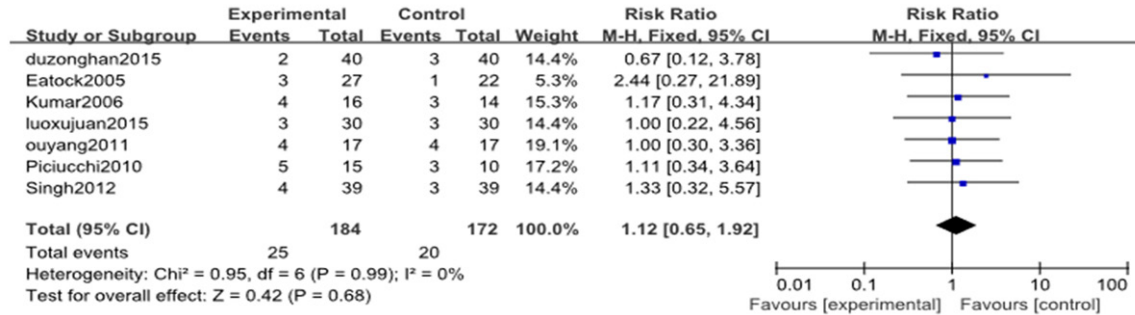 Experimental Control Risk Ratio Risk Ratio
Study or Subgroup Events Total Events Total Weight M-H, Fixed, 95% CI M-H, Fixed, 95% CI
duzonghan2015 2 40 3 40 14.4% 0.67 [0.12, 3.78]
Eatock2005 3 27 1 22 5.3% 2.44 [0.27, 21.89]
Kumar2006 4 16 3 14 15.3% 1.17 [0.31, 4.34]
luoxujuan2015 3 30 3 30 14.4% 1.00 [0.22, 4.56]
ouyang2011 4 17 4 17 19.1% 1.00 [0.30, 3.36]
Piciucchi2010 5 15 3 10 17.2% 1.11 [0.34, 3.64]
Singh2012 4 39 3 39 14.4% 1.33 [0.32, 5.57]
Total (95% CI) 184 172 100.0% 1.12 [0.65, 1.92]
Total events 25 20
Heterogeneity: Chi² = 0.95, df = 6 (P = 0.99); I² = 0%
Test for overall effect: Z = 0.42 (P = 0.68)
0.01 0.1 1 10 100
Favours [experimental] Favours [control]